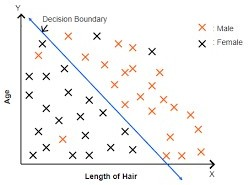 Y
Decision Boundary
: Male
: Female
Age
X
Length of Hair